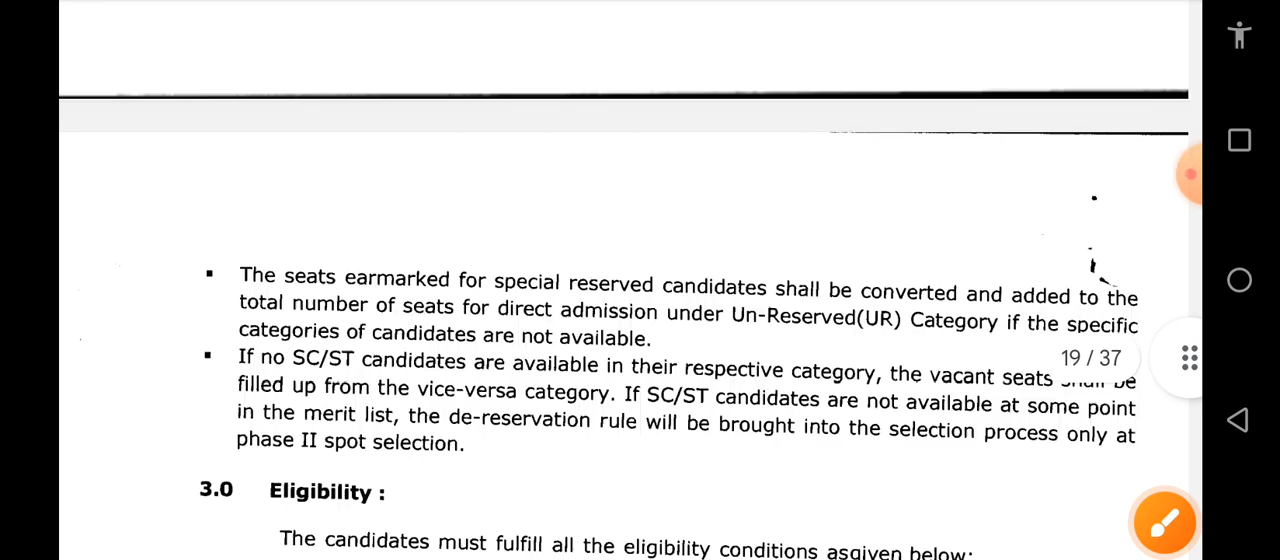 ▪ The seats earmarked for special reserved candidates shall be converted and added to the
total number of seats for direct admission under Un-Reserved(UR) Category if the specific
categories of candidates are not available.
▪ If no SC/ST candidates are available in their respective category, the vacant seats shall be
19 / 37
filled up from the vice-versa category. If SC/ST candidates are not available at some point
in the merit list, the de-reservation rule will be brought into the selection process only at
phase II spot selection.
3.0 Eligibility :
The candidates must fulfill all the eligibility conditions asgiven below: